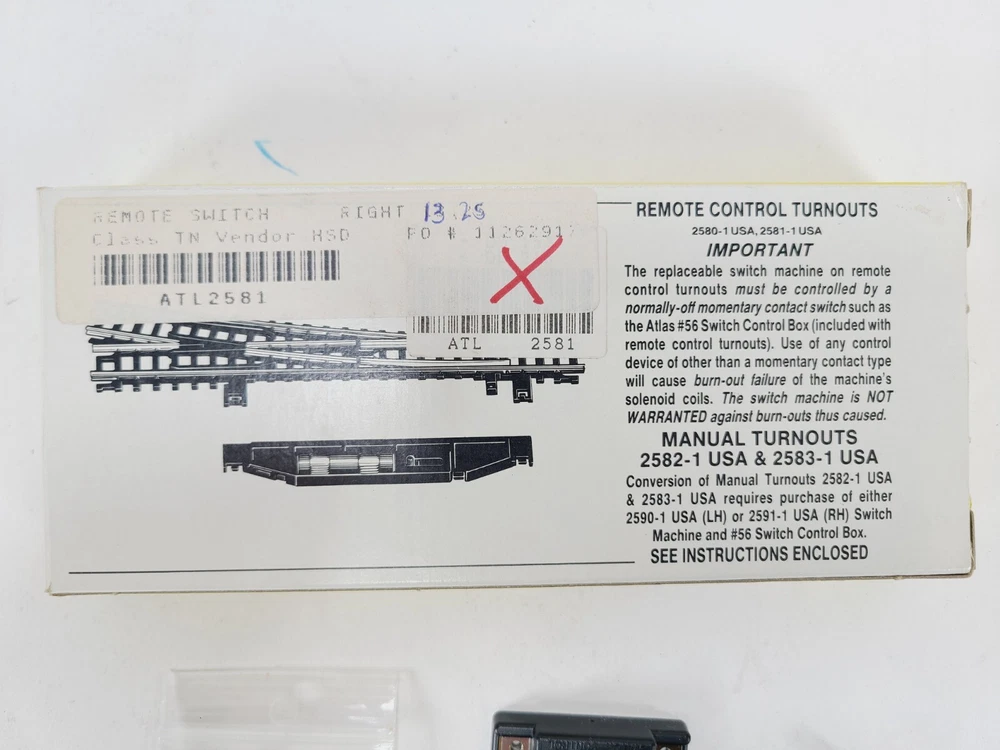 REMOTE SWITCH RIGHT 13.25
Class TN Vendor HSD PO # 11262917
ATL2581
ATL 2581
REMOTE CONTROL TURNOUTS
2580-1 USA, 2581-1 USA
IMPORTANT
The replaceable switch machine on remote
control turnouts must be controlled by a
normally-off momentary contact switch such as
the Atlas #56 Switch Control Box (included with
remote control turnouts). Use of any control
device of other than a momentary contact type
will cause burn-out failure of the machine's
solenoid coils. The switch machine is NOT
WARRANTED against burn-outs thus caused.
MANUAL TURNOUTS
2582-1 USA & 2583-1 USA
Conversion of Manual Turnouts 2582-1 USA
& 2583-1 USA requires purchase of either
2590-1 USA (LH) or 2591-1 USA (RH) Switch
Machine and #56 Switch Control Box.
SEE INSTRUCTIONS ENCLOSED